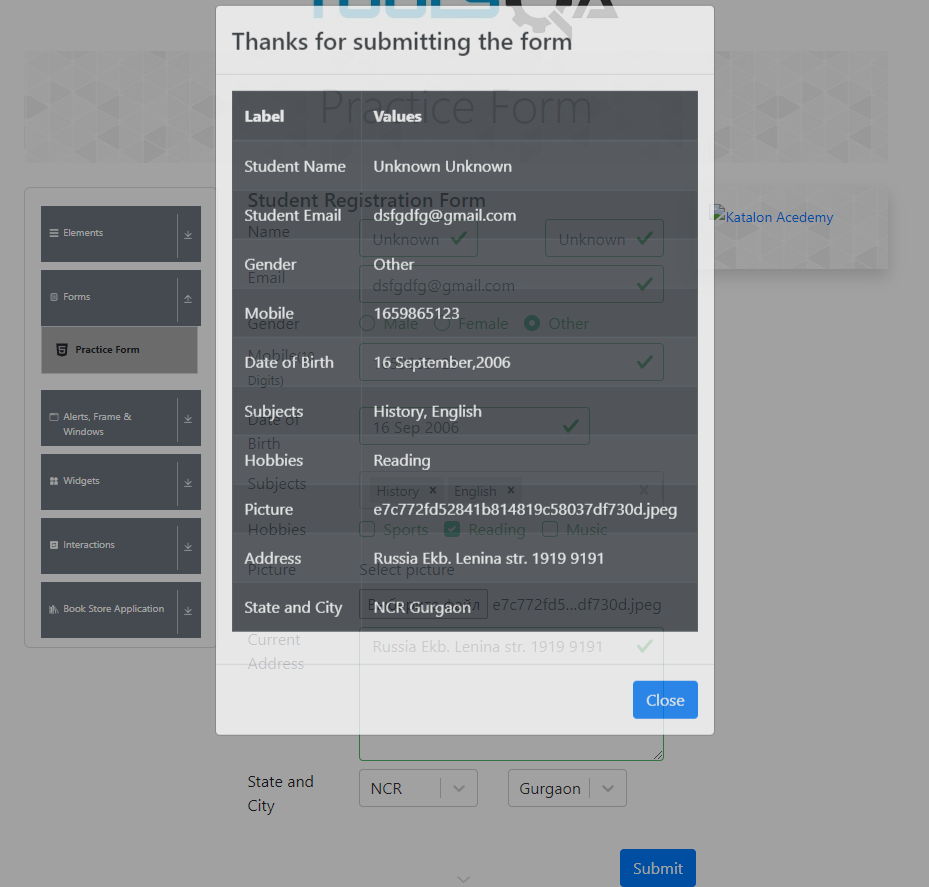 TOOLSQA
Thanks for submitting the form
Practice Form
Label Values
Student Name Unknown Unknown
Student Email dsfgdfg@gmail.com
Gender Other
Mobile 1659865123
Date of Birth 16 September,2006
Subjects History, English
Hobbies Reading
Picture e7c772fd52841b814819c58037df730d.jpeg
Address Russia Ekb. Lenina str. 1919 9191
State and City NCR Gurgaon
Close
Elements
Forms
Practice Form
Alerts, Frame &
Windows
Widgets
Interactions
Book Store Application
Student Registration Form
Name Unknown Unknown
Email dsfgdfg@gmail.com
Gender Male Female Other
Mobile(10
Digits)
Date of
Birth
16 Sep 2006
Subjects History × English ×
Hobbies Sports Reading Music
Picture Select picture
e7c772fd5...df730d.jpeg
Current
Address
Russia Ekb. Lenina str. 1919 9191
State and
City
NCR Gurgaon
Submit
Katalon Acedemy